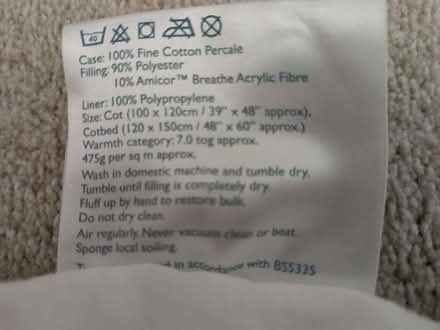 40
Case: 100% Fine Cotton Percale
Filling: 90% Polyester
10% Amicor™ Breathe Acrylic Fibre
Liner: 100% Polypropylene
Size: Cot (100 x 120cm / 39" x 48" approx),
Cotbed (120 x 150cm / 48" x 60" approx.)
Warmth category: 7.0 tog approx.
475g per sq m approx.
Wash in domestic machine and tumble dry.
Tumble until filling is completely dry.
Fluff up by hand to restore bulk.
Do not dry clean.
Air regularly. Never vacuum clean or beat.
Sponge local soiling.
in accordance with BS5335